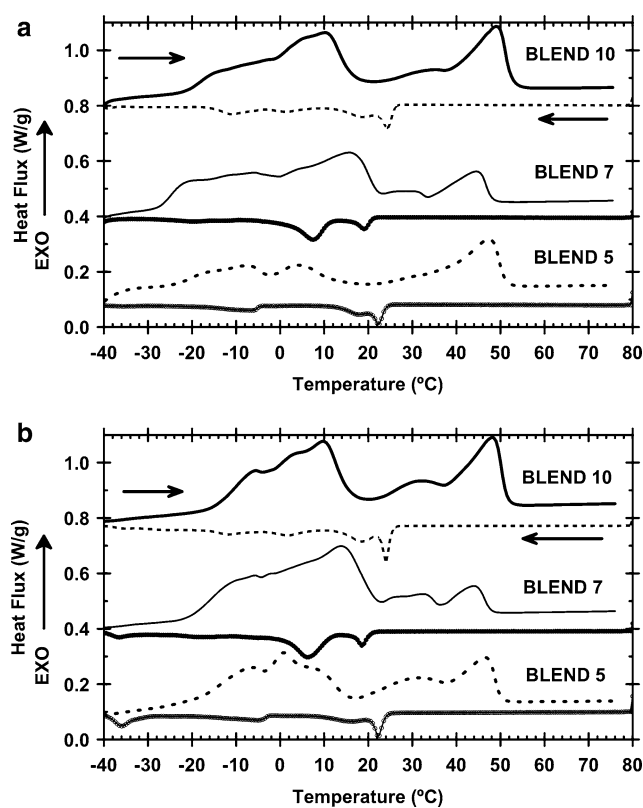 a
1.0
0.8
0.6
0.4
0.2
0.0
Heat Flux (W/g)
EXO
BLEND 10
BLEND 7
BLEND 5
-40 -30 -20 -10 0 10 20 30 40 50 60 70 80
Temperature (ºC)
b
1.0
0.8
0.6
0.4
0.2
0.0
Heat Flux (W/g)
EXO
BLEND 10
BLEND 7
BLEND 5
-40 -30 -20 -10 0 10 20 30 40 50 60 70 80
Temperature (ºC)